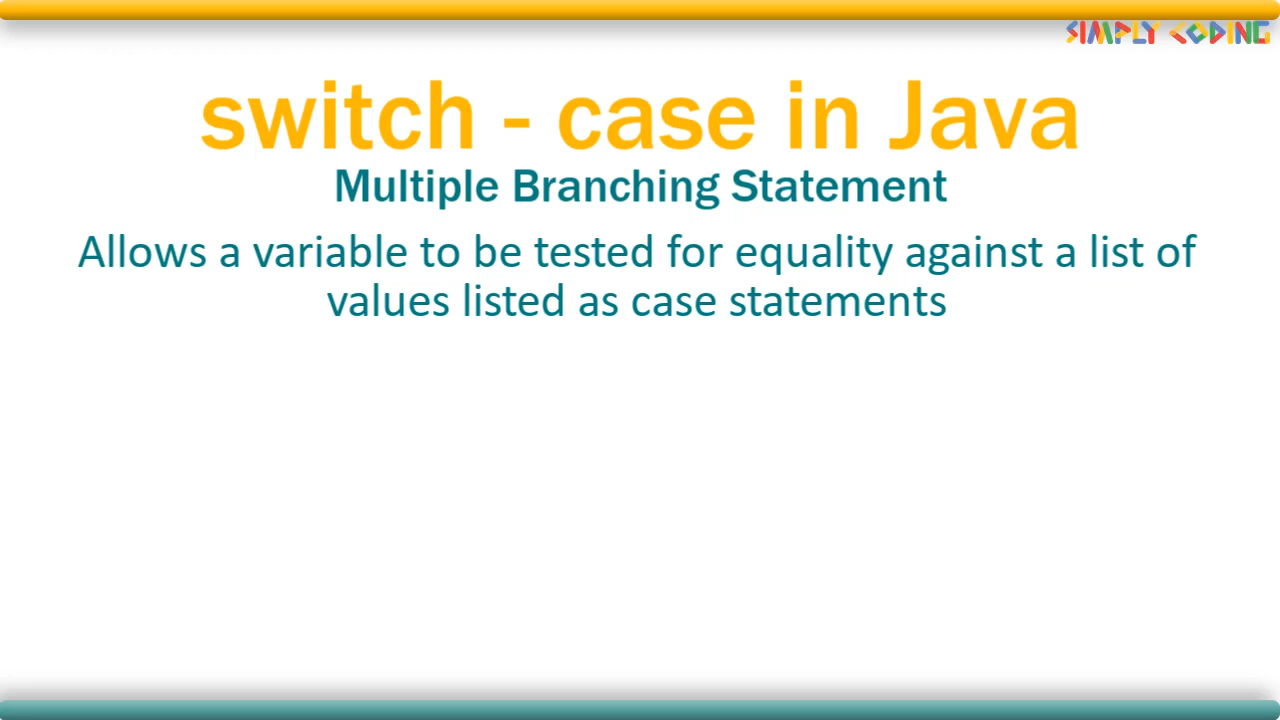 SIMPLY CODING
switch - case in Java
Multiple Branching Statement
Allows a variable to be tested for equality against a list of
values listed as case statements